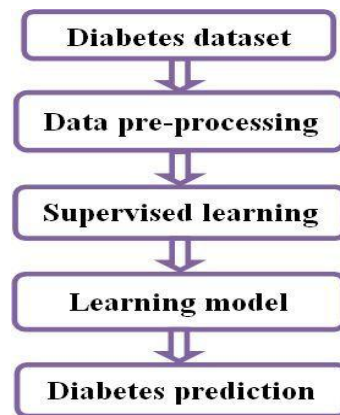 Diabetes dataset
Data pre-processing
Supervised learning
Learning model
Diabetes prediction